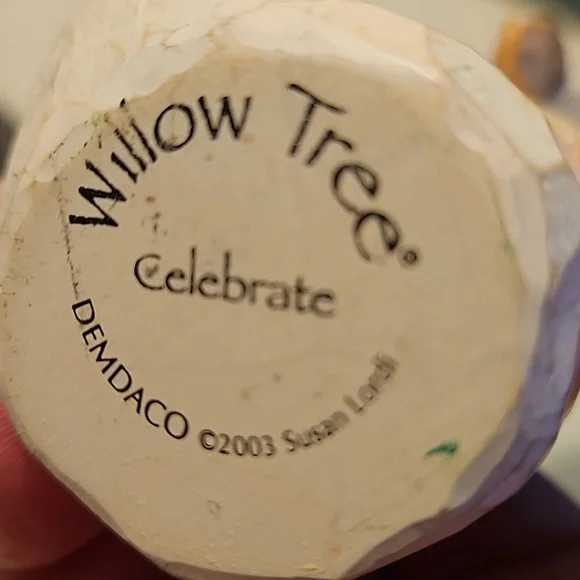 Willow Tree®
Celebrate
DEMDACO ©2003 Susan Lordi